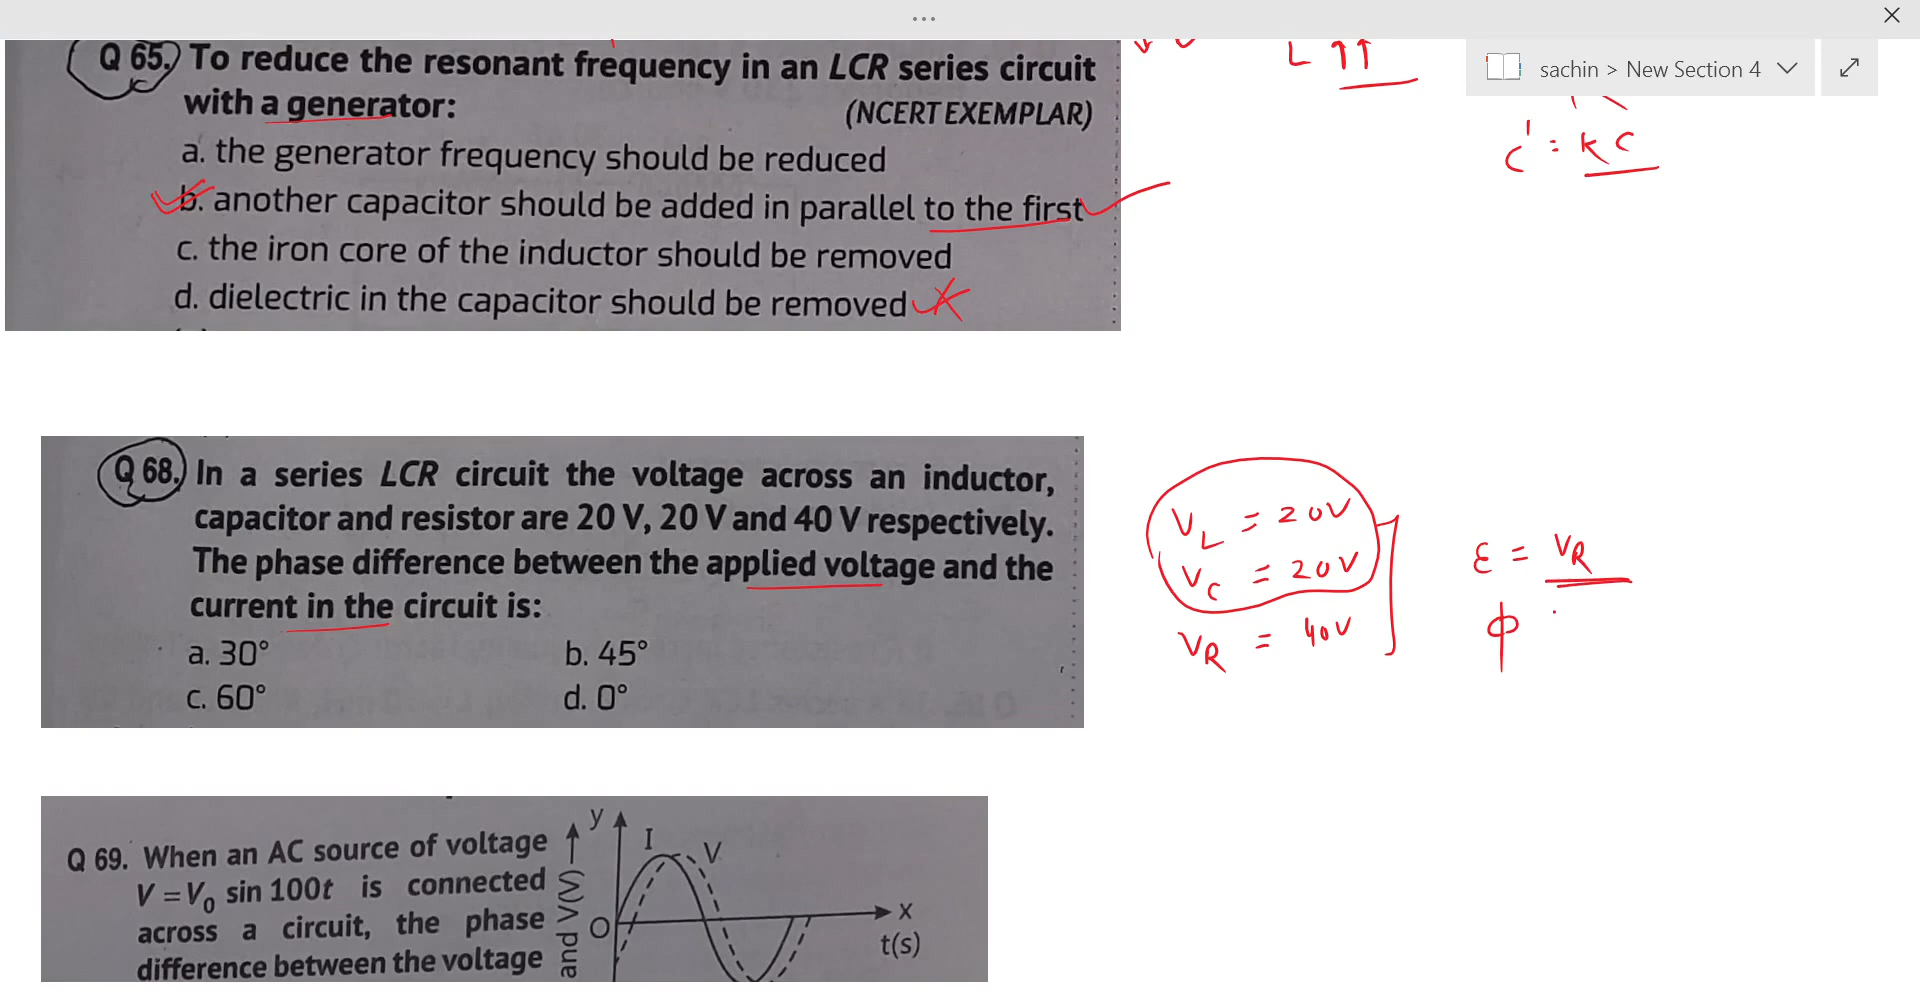 ...
L ↑↑
sachin > New Section 4
C' = KC
Q 65. To reduce the resonant frequency in an LCR series circuit
with a generator: (NCERT EXEMPLAR)
a. the generator frequency should be reduced
b. another capacitor should be added in parallel to the first
c. the iron core of the inductor should be removed
d. dielectric in the capacitor should be removed
Q 68. In a series LCR circuit the voltage across an inductor,
capacitor and resistor are 20 V, 20 V and 40 V respectively.
The phase difference between the applied voltage and the
current in the circuit is:
a. 30° b. 45°
c. 60° d. 0°
V_L = 20V
V_C = 20V
V_R = 40V
ε = V_R
ϕ
Q 69. When an AC source of voltage
V = V₀ sin 100t is connected
across a circuit, the phase
difference between the voltage
y
I
V
and V(V) →
O
x
t(s)